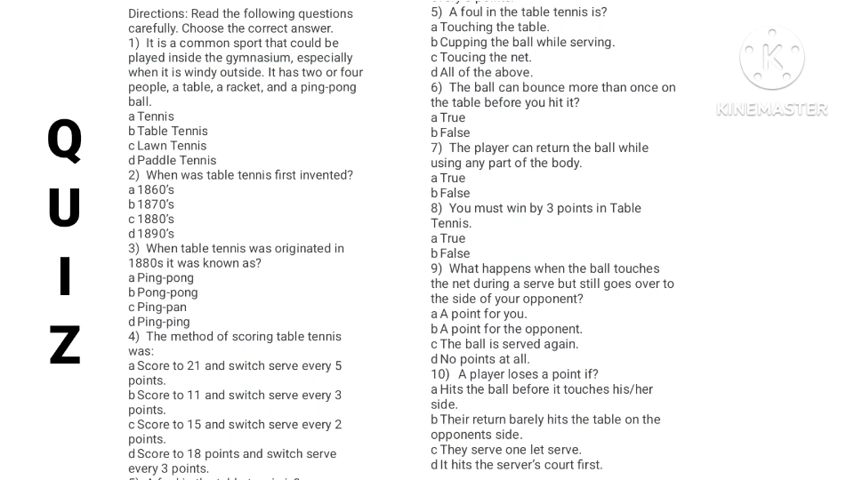 Q
U
I
Z
Directions: Read the following questions
carefully. Choose the correct answer.
1) It is a common sport that could be
played inside the gymnasium, especially
when it is windy outside. It has two or four
people, a table, a racket, and a ping-pong
ball.
a Tennis
b Table Tennis
c Lawn Tennis
d Paddle Tennis
2) When was table tennis first invented?
a 1860's
b 1870's
c 1880's
d 1890's
3) When table tennis was originated in
1880s it was known as?
a Ping-pong
b Pong-pong
c Ping-pan
d Ping-ping
4) The method of scoring table tennis
was:
a Score to 21 and switch serve every 5
points.
b Score to 11 and switch serve every 3
points.
c Score to 15 and switch serve every 2
points.
d Score to 18 points and switch serve
every 3 points.
5) A foul in the table tennis is?
a Touching the table.
b Cupping the ball while serving.
c Toucing the net.
d All of the above.
6) The ball can bounce more than once on
the table before you hit it?
a True
b False
7) The player can return the ball while
using any part of the body.
a True
b False
8) You must win by 3 points in Table
Tennis.
a True
b False
9) What happens when the ball touches
the net during a serve but still goes over to
the side of your opponent?
a A point for you.
b A point for the opponent.
c The ball is served again.
d No points at all.
10) A player loses a point if?
a Hits the ball before it touches his/her
side.
b Their return barely hits the table on the
opponents side.
c They serve one let serve.
d It hits the server's court first.
K
KINEMASTER